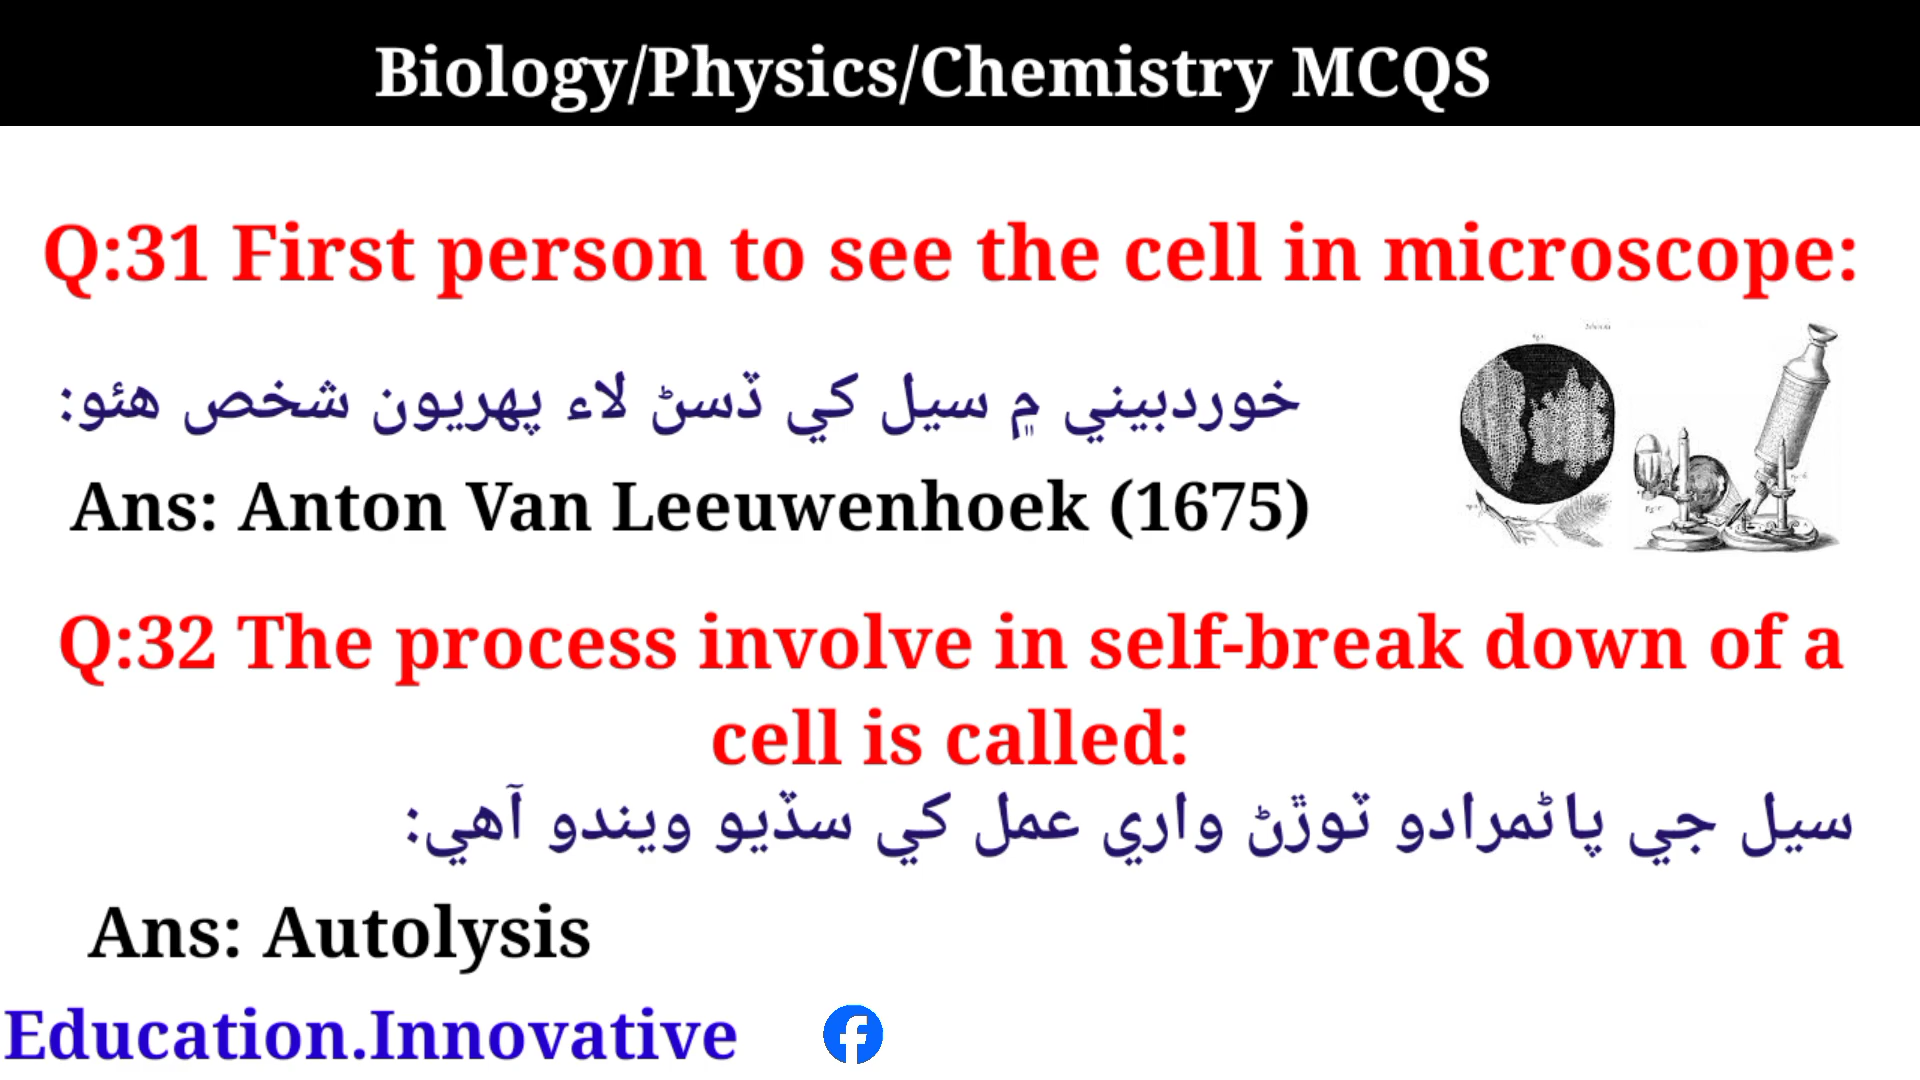 Biology/Physics/Chemistry MCQS
Q:31 First person to see the cell in microscope:
خوردبيني ۾ سيل کي ڏسڻ لاء پهريون شخص هئو:
Ans: Anton Van Leeuwenhoek (1675)
Q:32 The process involve in self-break down of a
cell is called:
سيل جي پاڻمرادو ٽوڙڻ واري عمل کي سڏيو ويندو آهي:
Ans: Autolysis
Education.Innovative